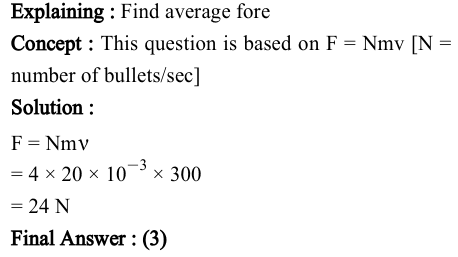 Explaining : Find average fore
Concept : This question is based on F = Nmv [N =
number of bullets/sec]
Solution :
F = Nmν
= 4 × 20 × 10⁻³ × 300
= 24 N
Final Answer : (3)